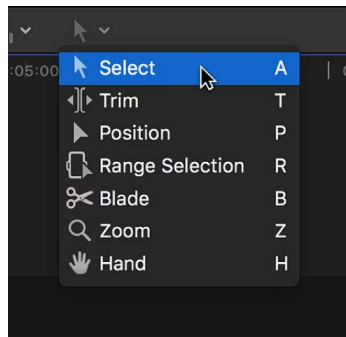 :05:00
Select A
Trim T
Position P
Range Selection R
Blade B
Zoom Z
Hand H